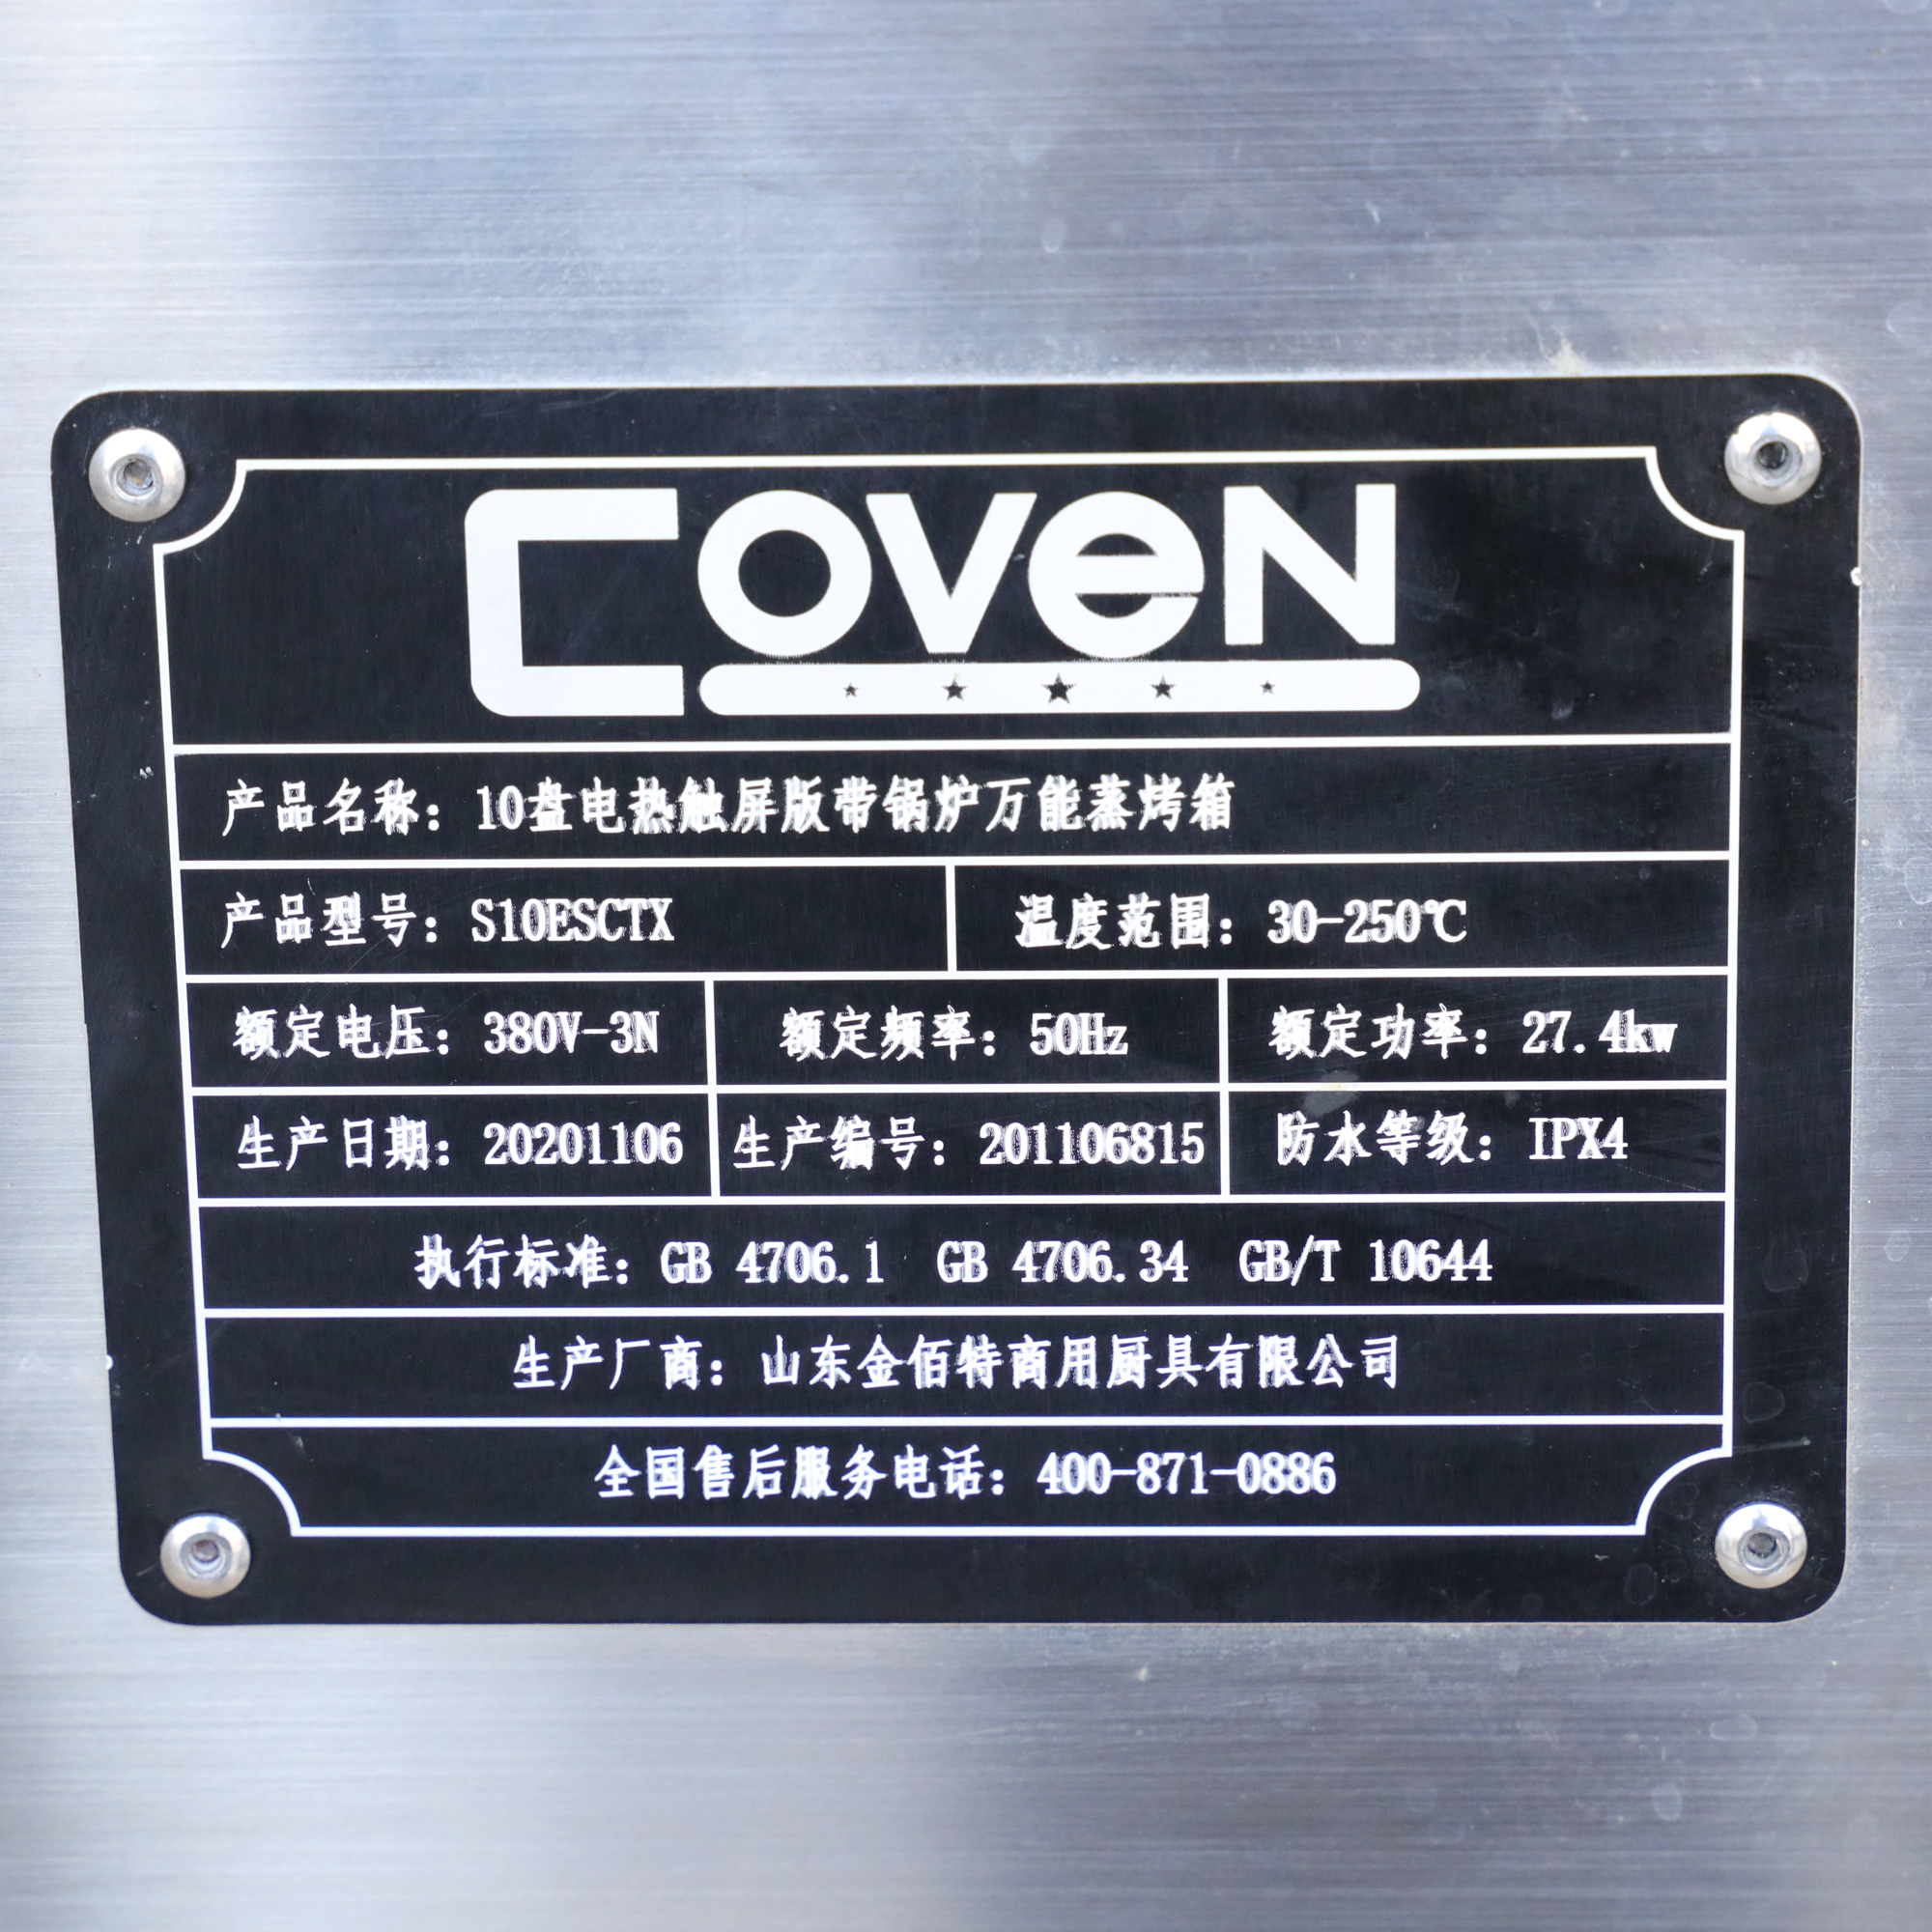 COVEN
产品名称：10盘电热触屏版带锅炉万能蒸烤箱
产品型号：S10ESCTX 温度范围：30-250℃
额定电压：380V-3N 额定频率：50Hz 额定功率：27.4kw
生产日期：20201106 生产编号：201106815 防水等级：IPX4
执行标准：GB 4706.1 GB 4706.34 GB/T 10644
生产厂商：山东金佰特商用厨具有限公司
全国售后服务电话：400-871-0886